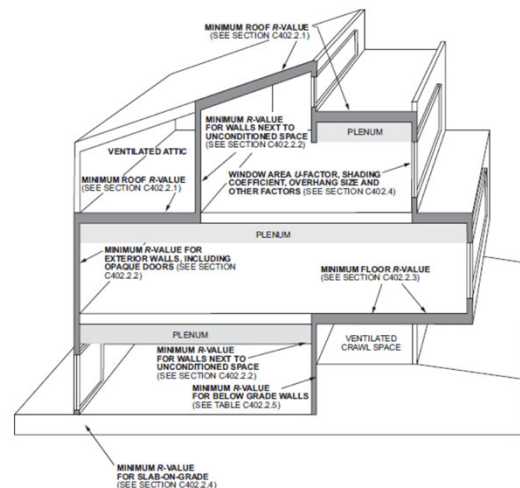 MINIMUM ROOF R-VALUE
(SEE SECTION C402.2.1)
MINIMUM R-VALUE
FOR WALLS NEXT TO
UNCONDITIONED SPACE
(SEE SECTION C402.2.2)
PLENUM
VENTILATED ATTIC
WINDOW AREA U-FACTOR, SHADING
COEFFICIENT, OVERHANG SIZE AND
OTHER FACTORS (SEE SECTION C402.4)
MINIMUM ROOF R-VALUE
(SEE SECTION C402.2.1)
PLENUM
MINIMUM R-VALUE FOR
EXTERIOR WALLS, INCLUDING
OPAQUE DOORS (SEE SECTION
C402.2.2)
MINIMUM FLOOR R-VALUE
(SEE SECTION C402.2.3)
PLENUM
VENTILATED
CRAWL SPACE
MINIMUM R-VALUE
FOR WALLS NEXT TO
UNCONDITIONED SPACE
(SEE SECTION C402.2.2)
MINIMUM R-VALUE
FOR BELOW GRADE WALLS
(SEE TABLE C402.2.5)
MINIMUM R-VALUE
FOR SLAB-ON-GRADE
(SEE SECTION C402.2.4)